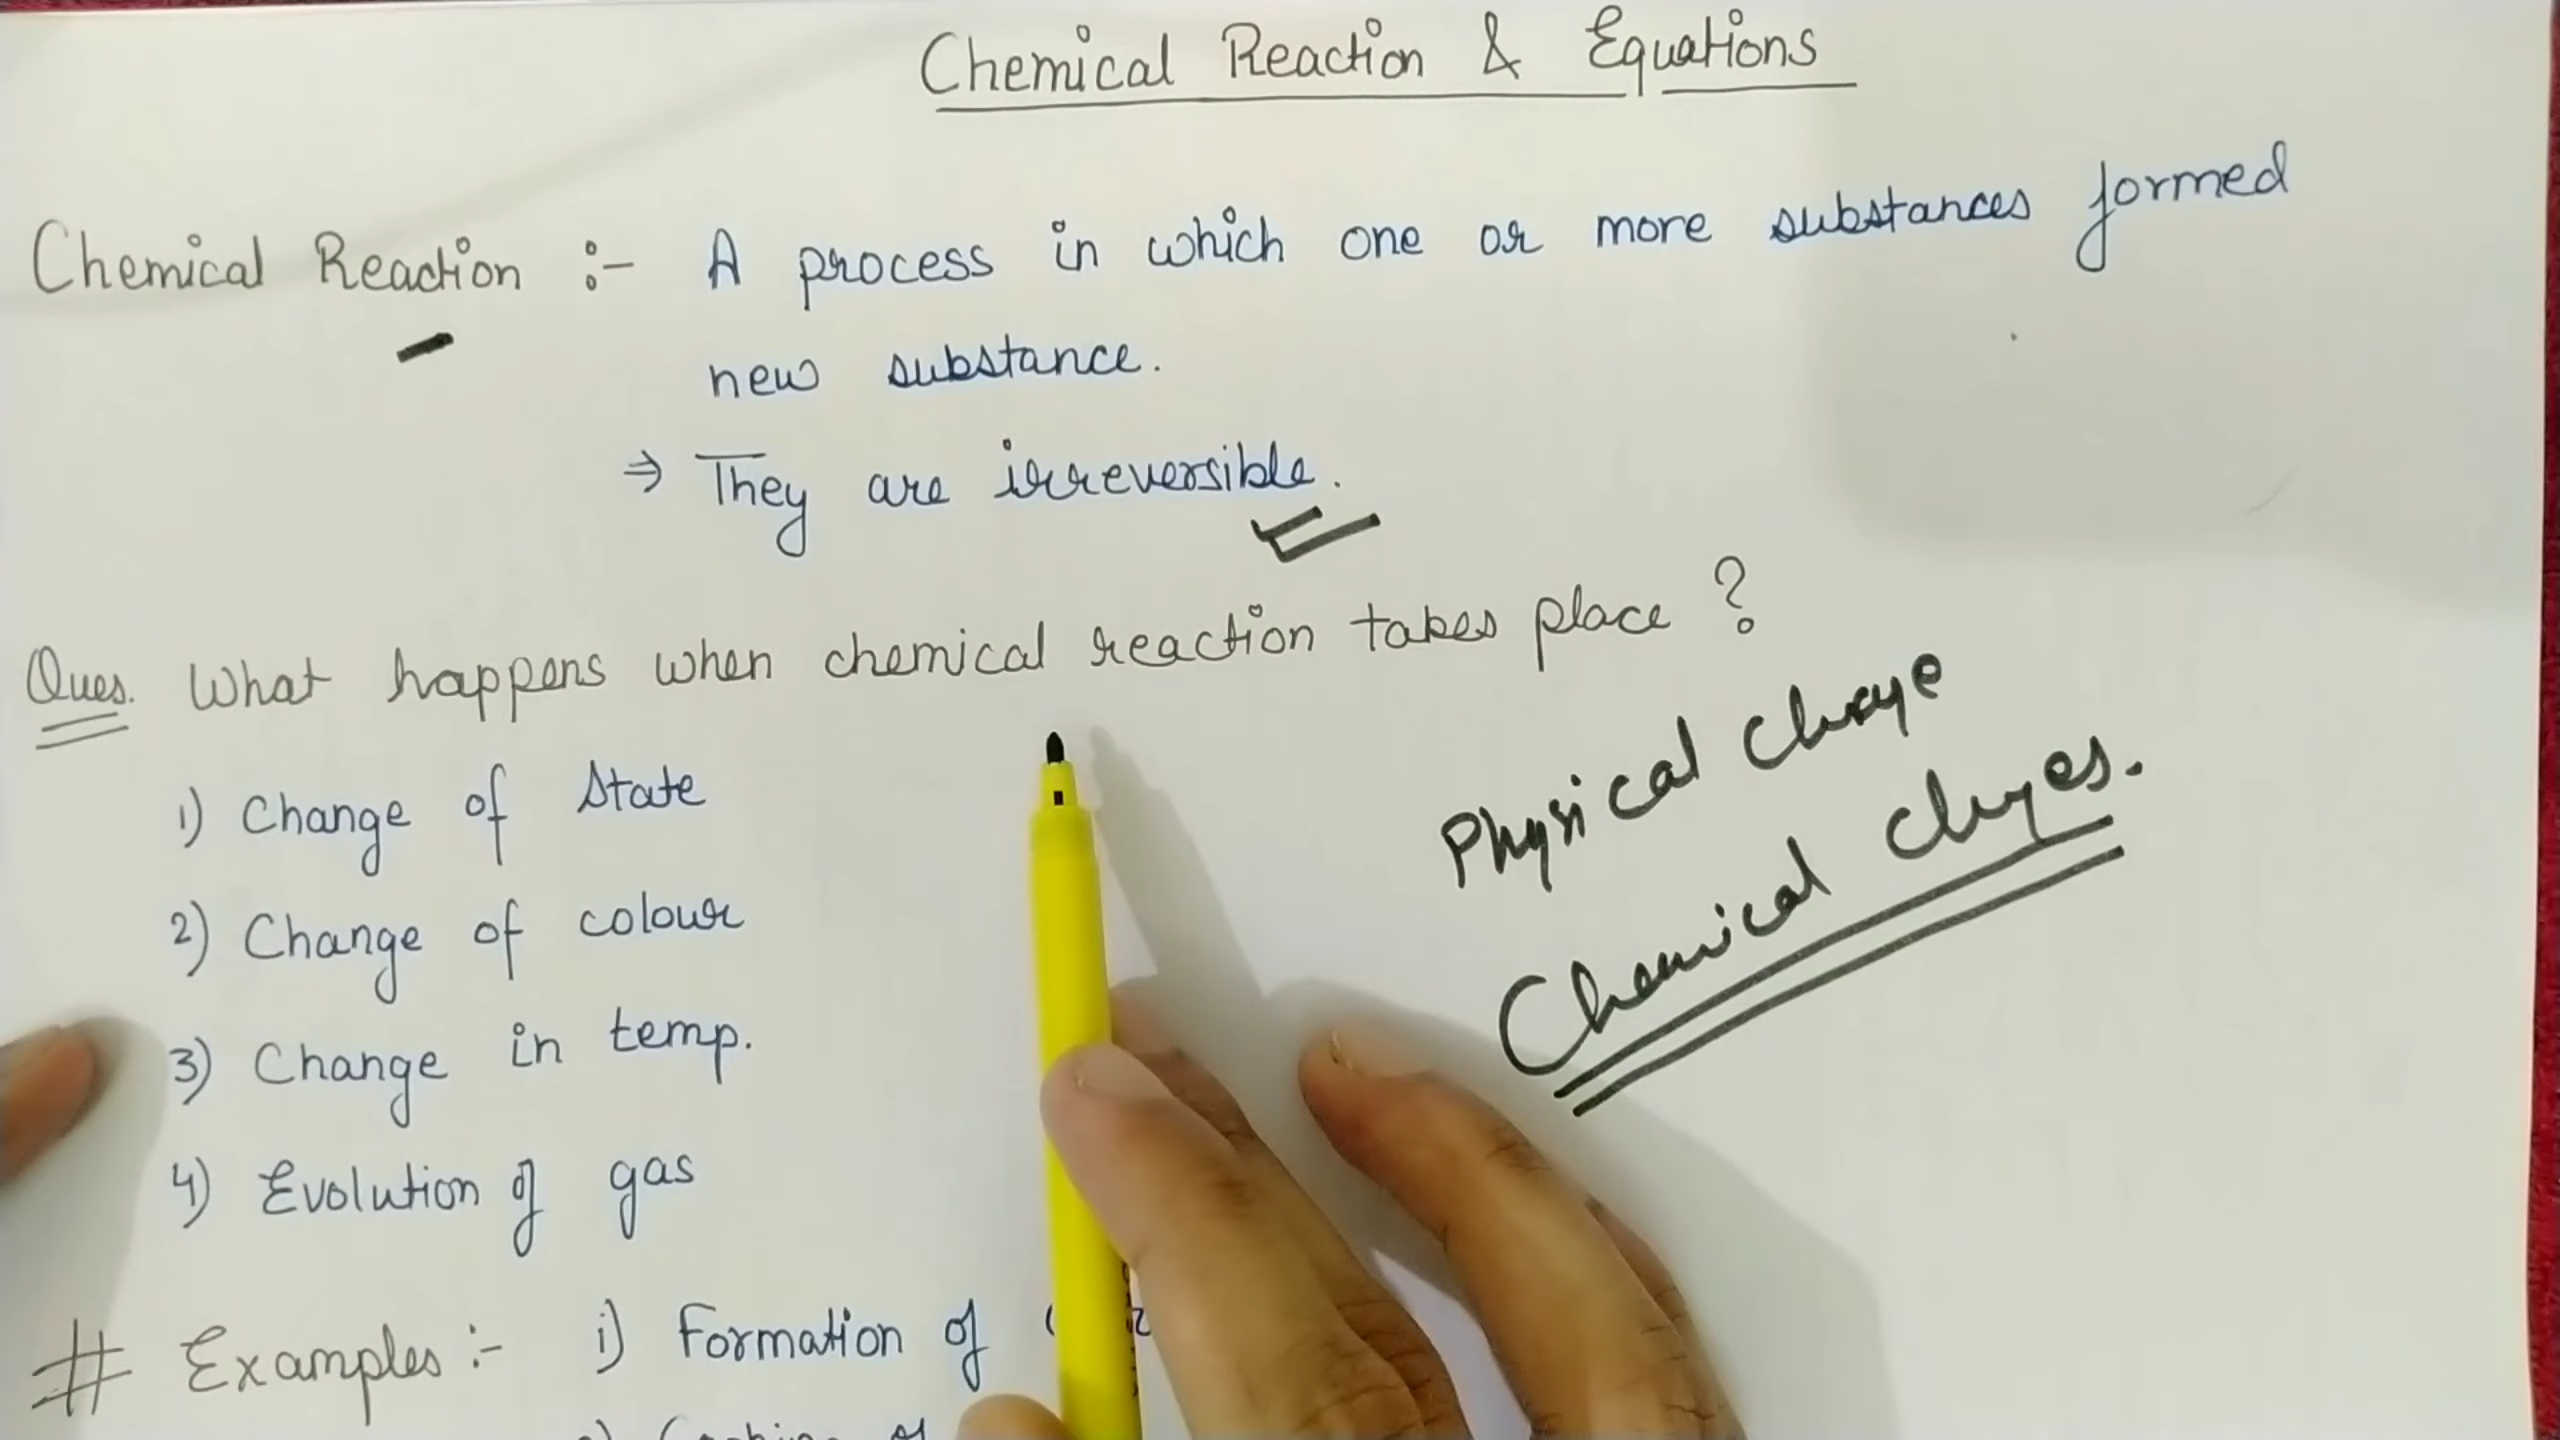 Chemical Reaction & Equations
Chemical Reaction :- A process in which one or more substances formed
new substance.
⇒ They are irreversible.
Ques. What happens when chemical reaction takes place ?
Physical
Chemical
1) Change of State
2) Change of colour
3) Change in temp.
4) Evolution of gas
# Examples :- i) Formation of